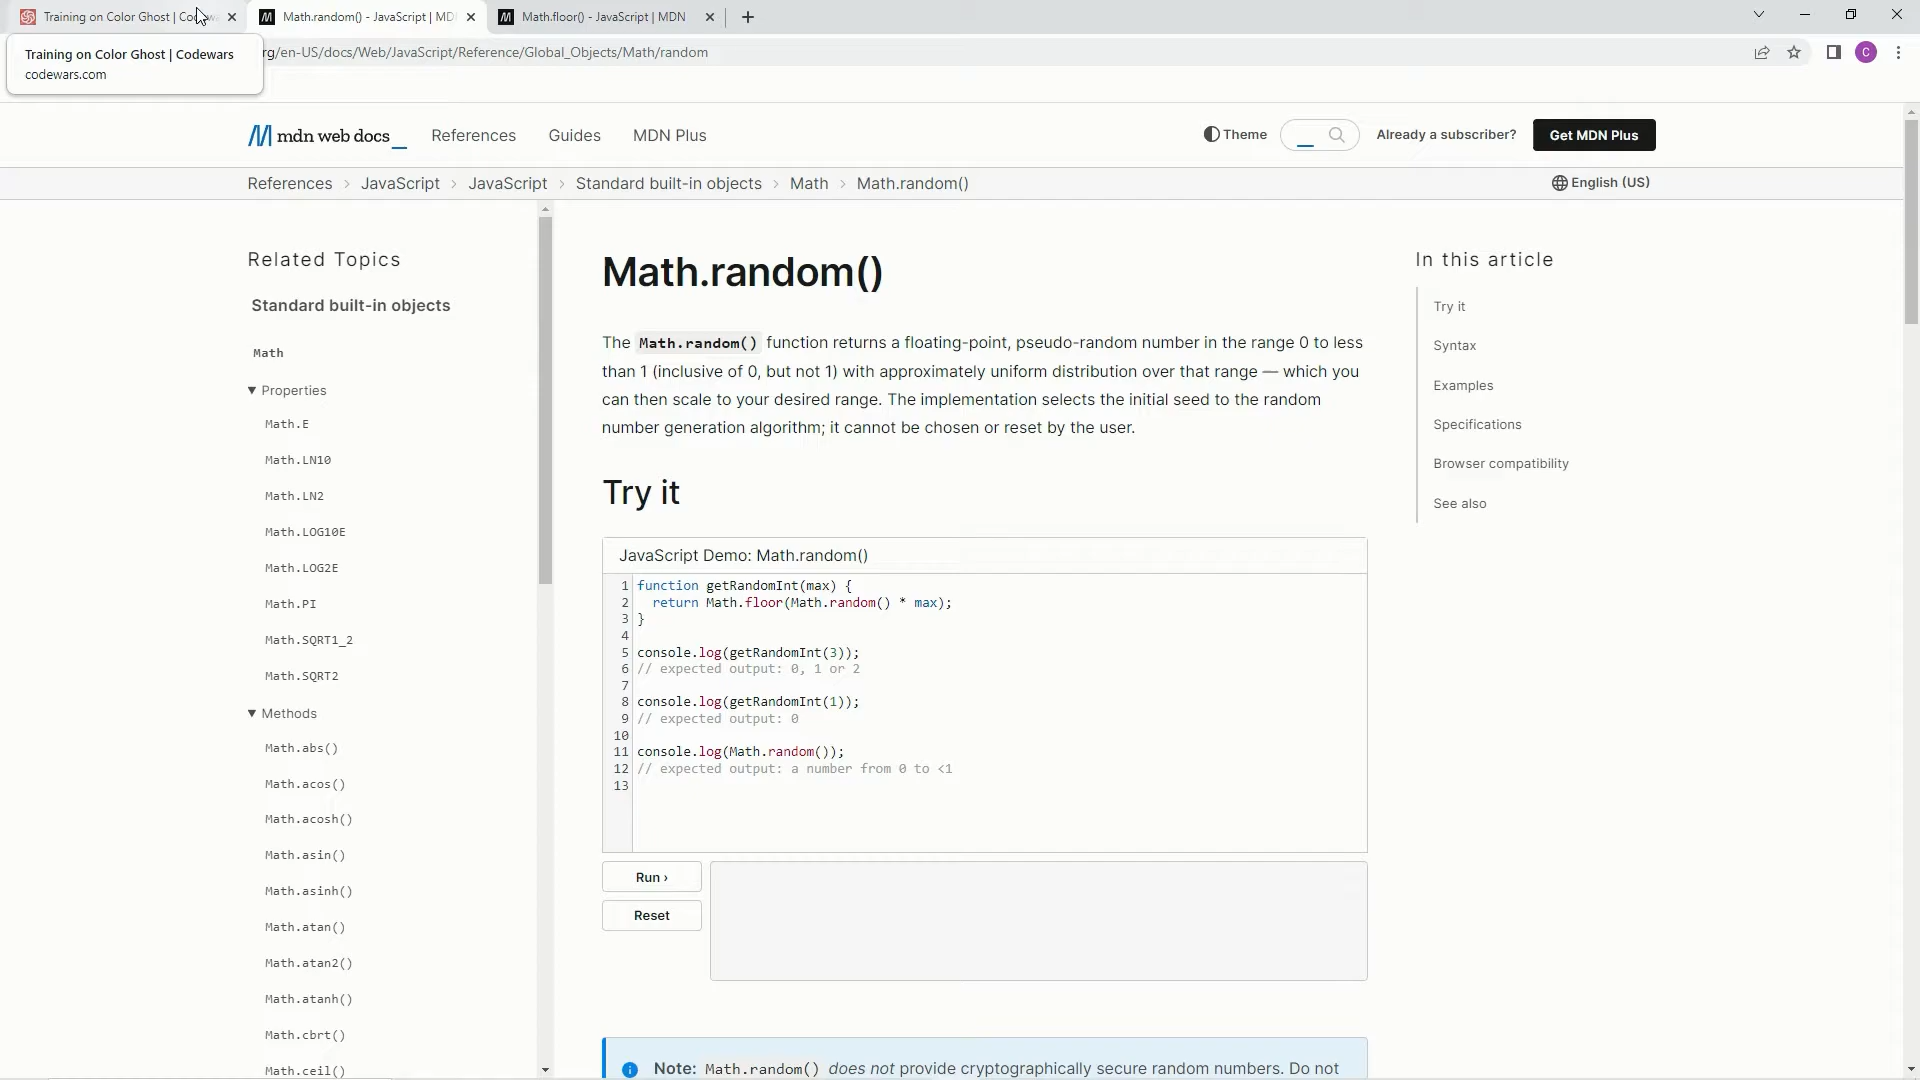 Training on Color Ghost | Codewars
Math.random() - JavaScript | MDN
Math.floor() - JavaScript | MDN
Training on Color Ghost | Codewars
codewars.com
rg/en-US/docs/Web/JavaScript/Reference/Global_Objects/Math/random
C
mdn web docs
References
Guides
MDN Plus
Theme
Already a subscriber?
Get MDN Plus
References > JavaScript > JavaScript > Standard built-in objects > Math > Math.random()
English (US)
Related Topics
Standard built-in objects
Math
Properties
Math.E
Math.LN10
Math.LN2
Math.LOG10E
Math.LOG2E
Math.PI
Math.SQRT1_2
Math.SQRT2
Methods
Math.abs()
Math.acos()
Math.acosh()
Math.asin()
Math.asinh()
Math.atan()
Math.atan2()
Math.atanh()
Math.cbrt()
Math.ceil()
Math.random()
The Math.random() function returns a floating-point, pseudo-random number in the range 0 to less
than 1 (inclusive of 0, but not 1) with approximately uniform distribution over that range — which you
can then scale to your desired range. The implementation selects the initial seed to the random
number generation algorithm; it cannot be chosen or reset by the user.
Try it
JavaScript Demo: Math.random()
1 function getRandomInt(max) {
2 return Math.floor(Math.random() * max);
3 }
4
5 console.log(getRandomInt(3));
6 // expected output: 0, 1 or 2
7
8 console.log(getRandomInt(1));
9 // expected output: 0
10
11 console.log(Math.random());
12 // expected output: a number from 0 to <1
13
Run ›
Reset
Note: Math.random() does not provide cryptographically secure random numbers. Do not
In this article
Try it
Syntax
Examples
Specifications
Browser compatibility
See also